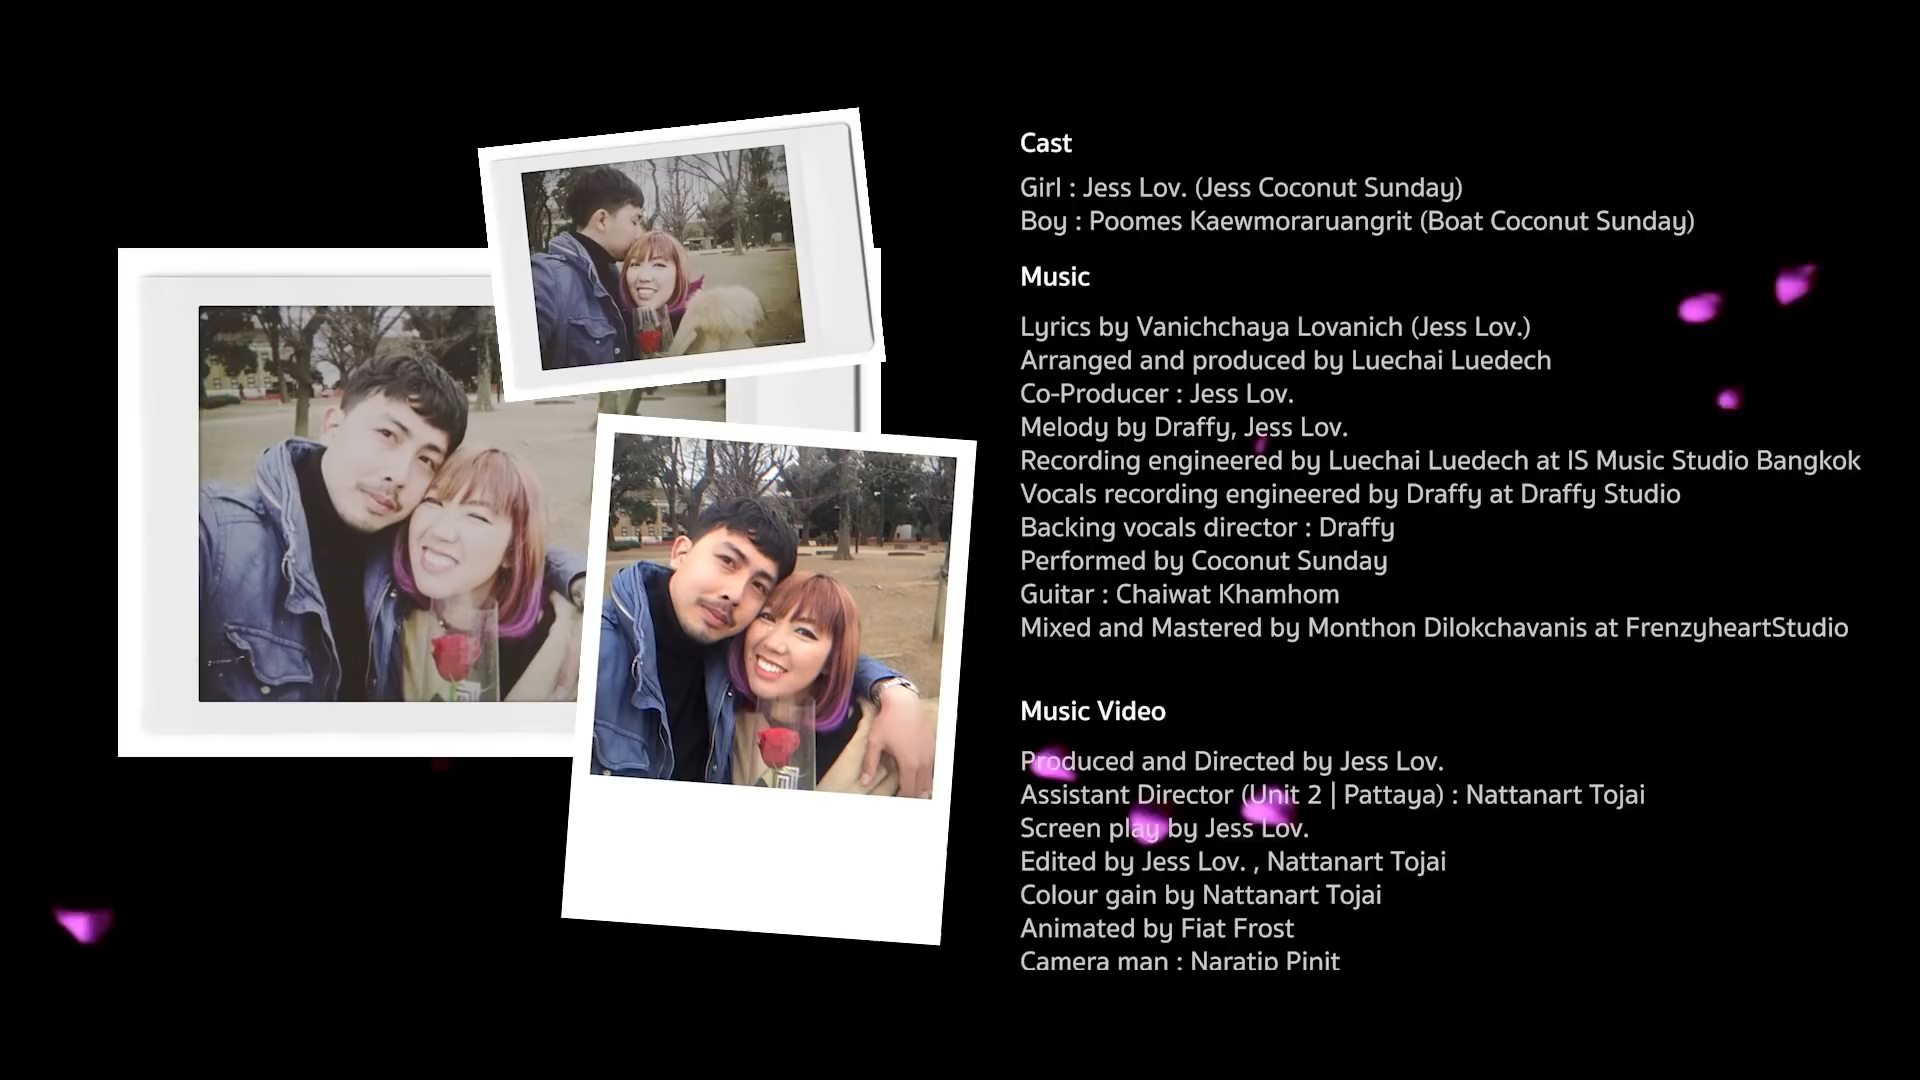 Cast
Girl : Jess Lov. (Jess Coconut Sunday)
Boy : Poomes Kaewmoraruangrit (Boat Coconut Sunday)
Music
Lyrics by Vanichchaya Lovanich (Jess Lov.)
Arranged and produced by Luechai Luedech
Co-Producer : Jess Lov.
Melody by Draffy, Jess Lov.
Recording engineered by Luechai Luedech at IS Music Studio Bangkok
Vocals recording engineered by Draffy at Draffy Studio
Backing vocals director : Draffy
Performed by Coconut Sunday
Guitar : Chaiwat Khamhom
Mixed and Mastered by Monthon Dilokchavanis at FrenzyheartStudio
Music Video
Produced and Directed by Jess Lov.
Assistant Director (Unit 2 | Pattaya) : Nattanart Tojai
Screen play by Jess Lov.
Edited by Jess Lov. , Nattanart Tojai
Colour gain by Nattanart Tojai
Animated by Fiat Frost
Camera man : Naratip Pinit